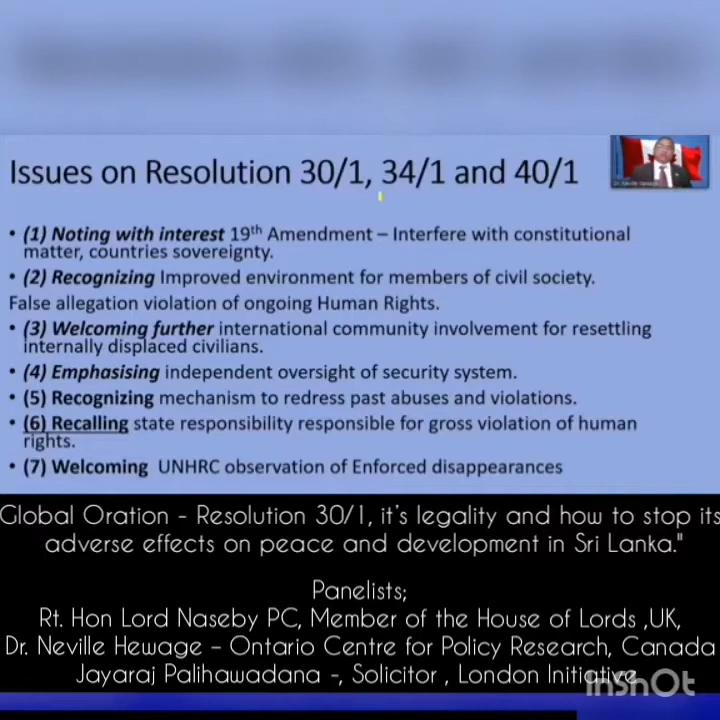 Issues on Resolution 30/1, 34/1 and 40/1
• (1) Noting with interest 19th Amendment – Interfere with constitutional
matter, countries sovereignty.
• (2) Recognizing Improved environment for members of civil society.
False allegation violation of ongoing Human Rights.
• (3) Welcoming further international community involvement for resettling
internally displaced civilians.
• (4) Emphasising independent oversight of security system.
• (5) Recognizing mechanism to redress past abuses and violations.
• (6) Recalling state responsibility responsible for gross violation of human
rights.
• (7) Welcoming UNHRC observation of Enforced disappearances
Global Oration - Resolution 30/1, it's legality and how to stop its
adverse effects on peace and development in Sri Lanka."
Panelists;
Rt. Hon Lord Naseby PC, Member of the House of Lords ,UK,
Dr. Neville Hewage – Ontario Centre for Policy Research, Canada
Jayaraj Palihawadana -, Solicitor , London Initiative
InShOt